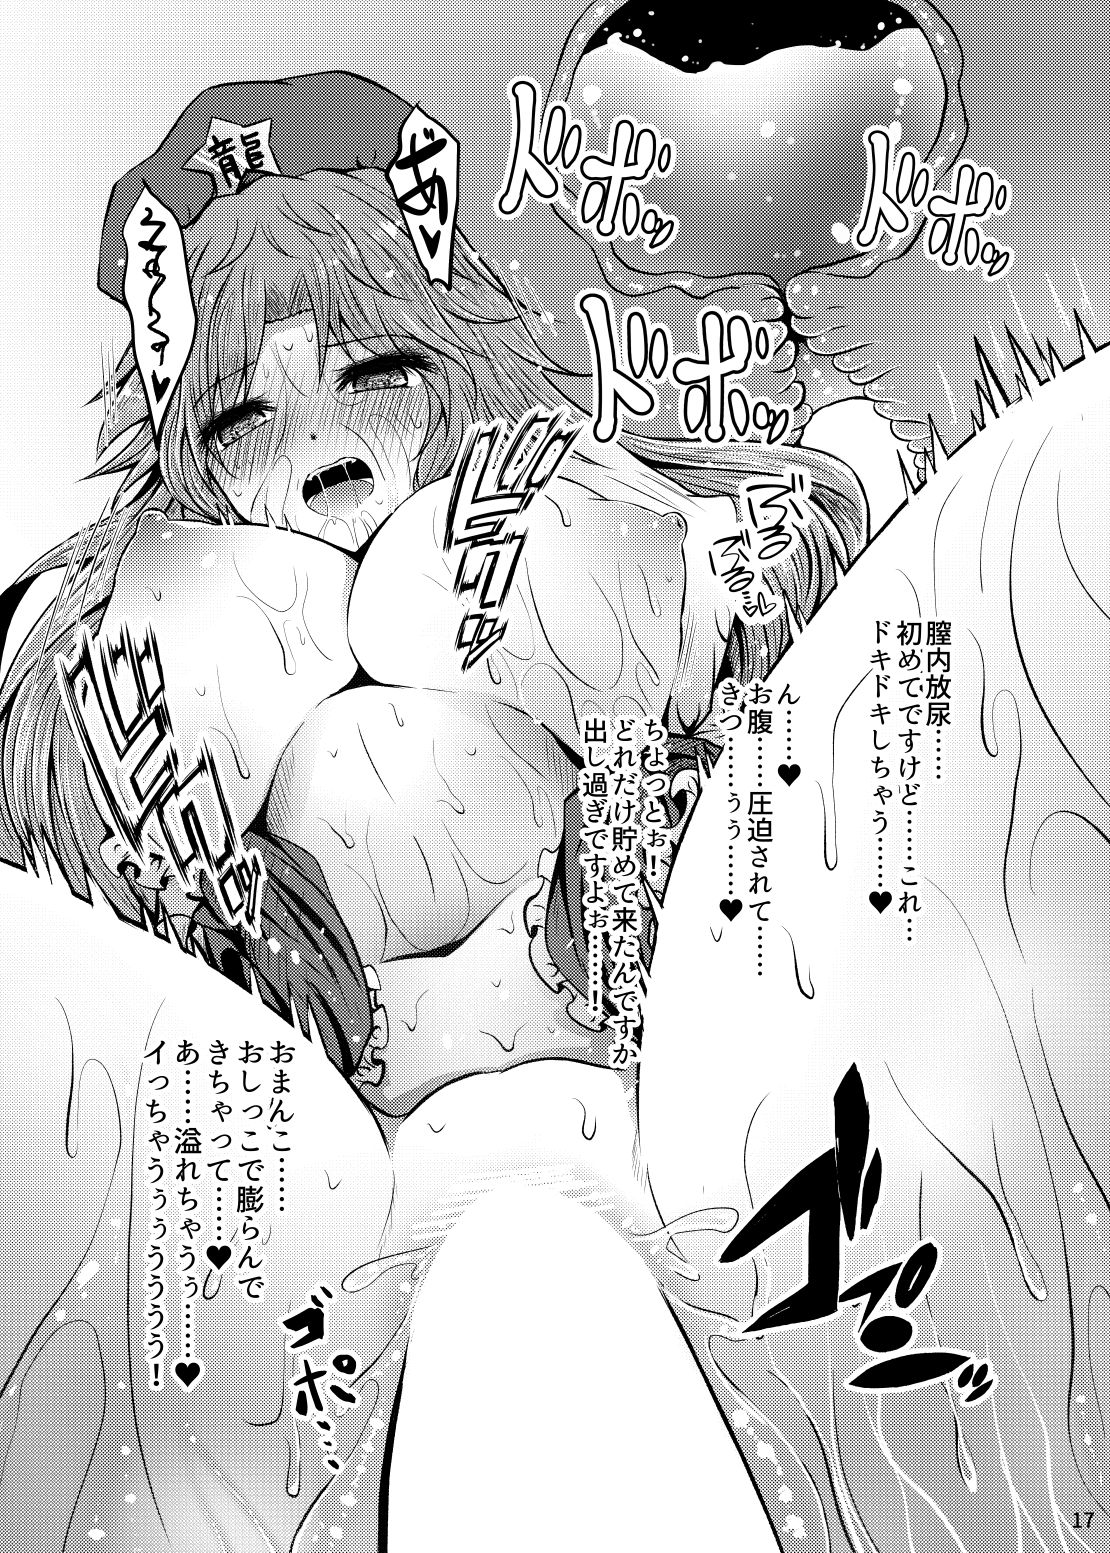 龍
あ゛♥
ドボッ
ドボッ
ドボッ
ぶる
ぶる…♥
膣内放尿……
初めてですけど……これ…
ドキドキしちゃう……♥
ん……♥
お腹……圧迫されて……
きつ……ぅぅ……♥
ちょっとぉ！
どれだけ貯めて来たんですか
出し過ぎですよぉ……！
おまんこ……
おしっこで膨らんで
きちゃって……♥
あ……溢れちゃうぅ……♥
イっちゃうぅぅうううう！
ゴポーッ
ゴポ…
17